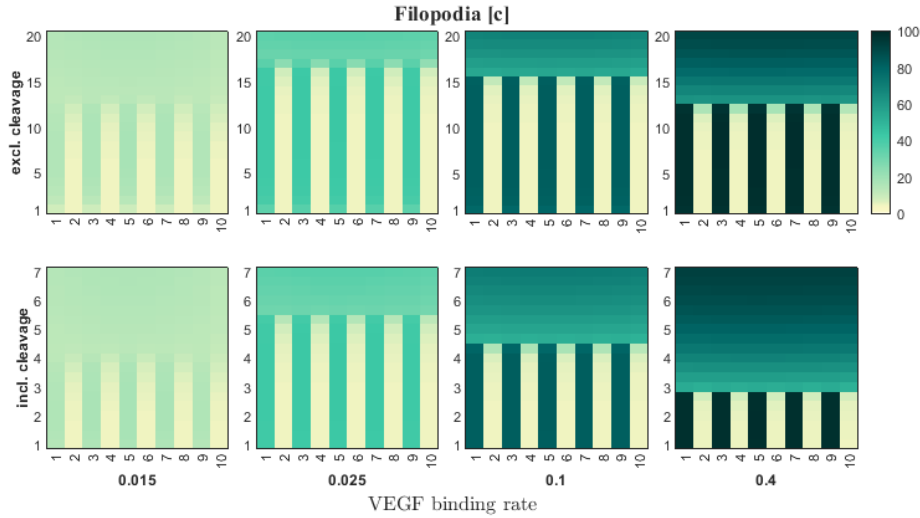 Filopodia [c]
excl. cleavage
20 15 10 5 1
1 2 3 4 5 6 7 8 9 10
20 15 10 5 1
1 2 3 4 5 6 7 8 9 10
20 15 10 5 1
1 2 3 4 5 6 7 8 9 10
20 15 10 5 1
1 2 3 4 5 6 7 8 9 10
100 80 60 40 20 0
incl. cleavage
7 6 5 4 3 2 1
1 2 3 4 5 6 7 8 9 10
7 6 5 4 3 2 1
1 2 3 4 5 6 7 8 9 10
7 6 5 4 3 2 1
1 2 3 4 5 6 7 8 9 10
7 6 5 4 3 2 1
1 2 3 4 5 6 7 8 9 10
0.015 0.025 0.1 0.4
VEGF binding rate